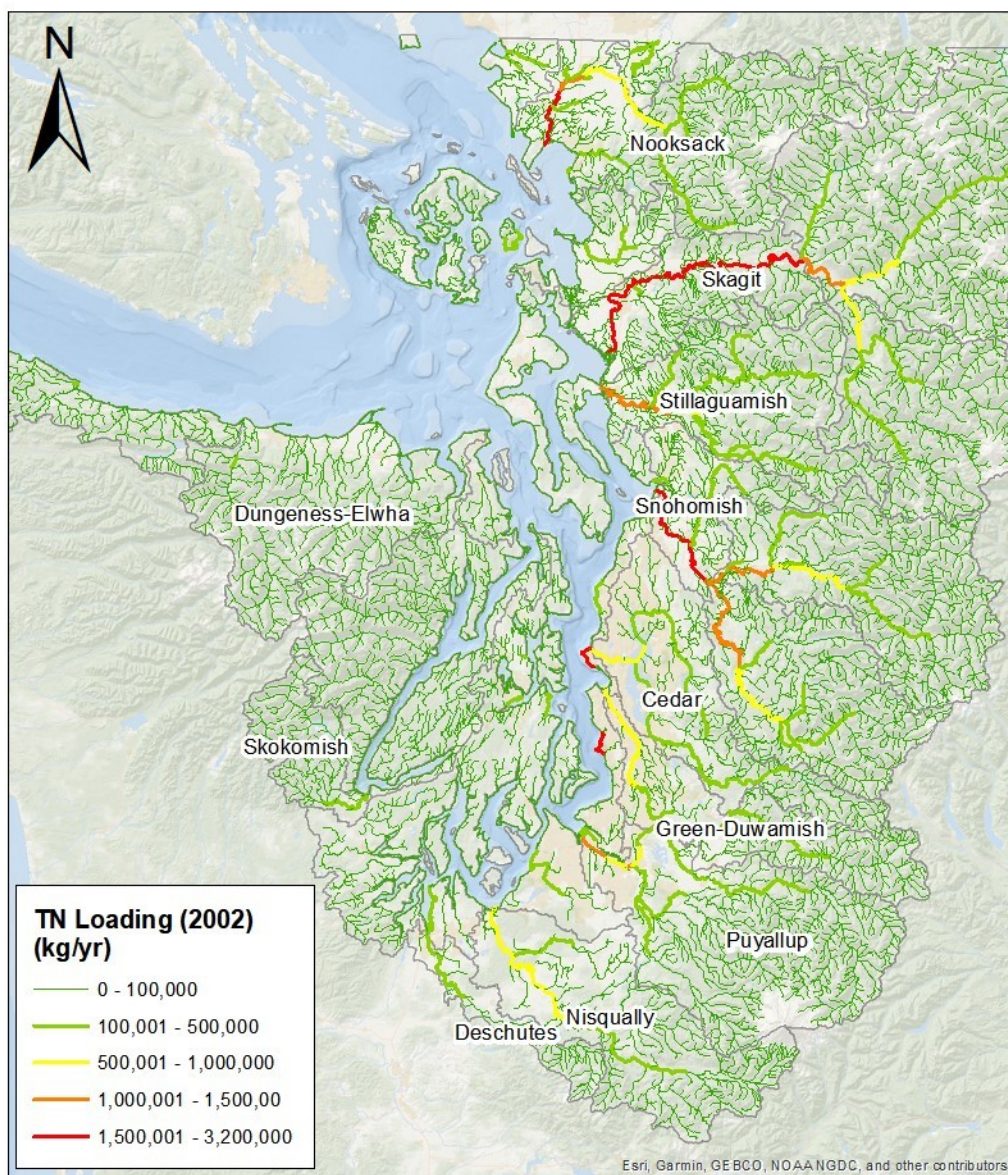 N
Nooksack
Skagit
Stillaguamish
Snohomish
Dungeness-Elwha
Cedar
Skokomish
Green-Duwamish
Puyallup
Nisqually
Deschutes
TN Loading (2002)
(kg/yr)
0 - 100,000
100,001 - 500,000
500,001 - 1,000,000
1,000,001 - 1,500,00
1,500,001 - 3,200,000
Esri, Garmin, GEBCO, NOAA NGDC, and other contributors